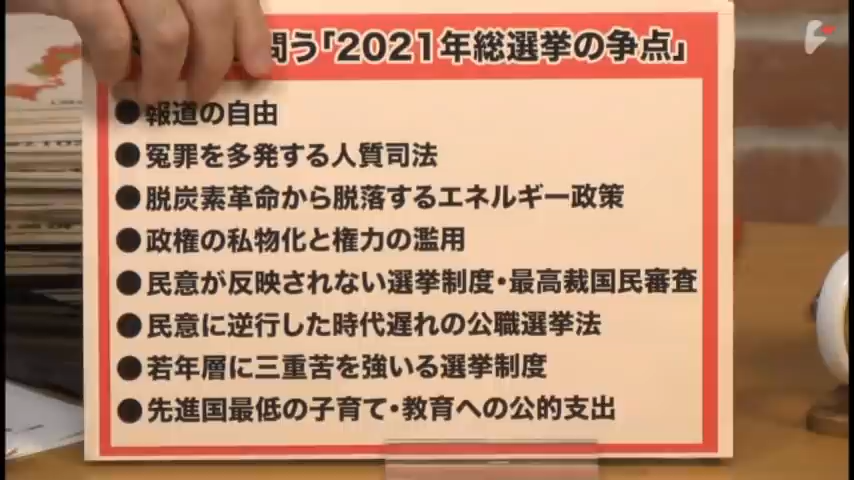 問う「2021年総選挙の争点」
●報道の自由
●冤罪を多発する人質司法
●脱炭素革命から脱落するエネルギー政策
●政権の私物化と権力の濫用
●民意が反映されない選挙制度・最高裁国民審査
●民意に逆行した時代遅れの公職選挙法
●若年層に三重苦を強いる選挙制度
●先進国最低の子育て・教育への公的支出